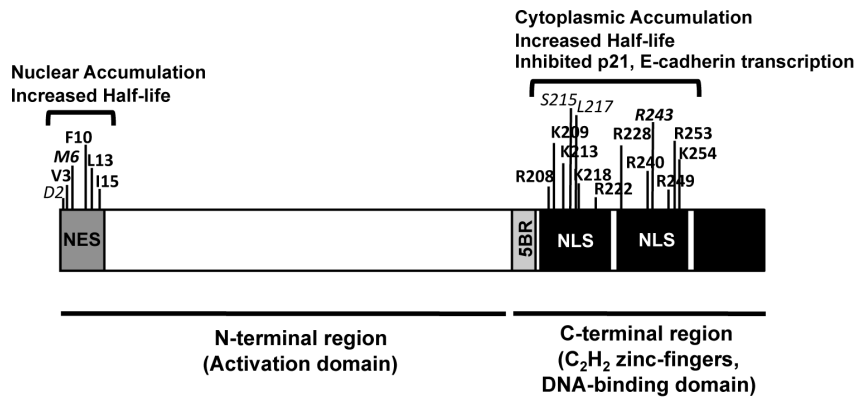 Cytoplasmic Accumulation
Increased Half-life
Inhibited p21, E-cadherin transcription
Nuclear Accumulation
Increased Half-life
F10
M6
L13
V3
I15
D2
S215
L217
R243
K209
R228
R253
K213
K254
R240
R208
K218
R249
R222
NES
5BR
NLS
NLS
N-terminal region
(Activation domain)
C-terminal region
(C₂H₂ zinc-fingers,
DNA-binding domain)